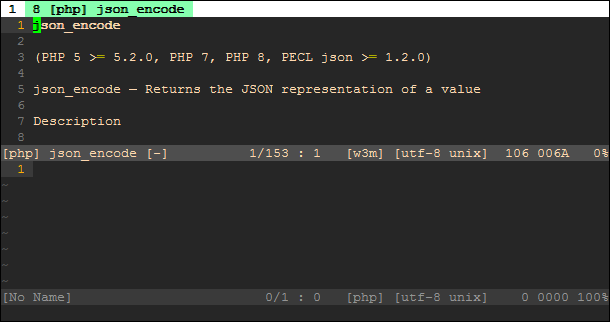 1  8 [php] json_encode
1 json_encode
2
3 (PHP 5 >= 5.2.0, PHP 7, PHP 8, PECL json >= 1.2.0)
4
5 json_encode — Returns the JSON representation of a value
6
7 Description
8
[php] json_encode [-] 1/153 : 1 [w3m] [utf-8 unix] 106 006A 0%
1
~
~
~
~
~
~
~
[No Name] 0/1 : 0 [php] [utf-8 unix] 0 0000 100%